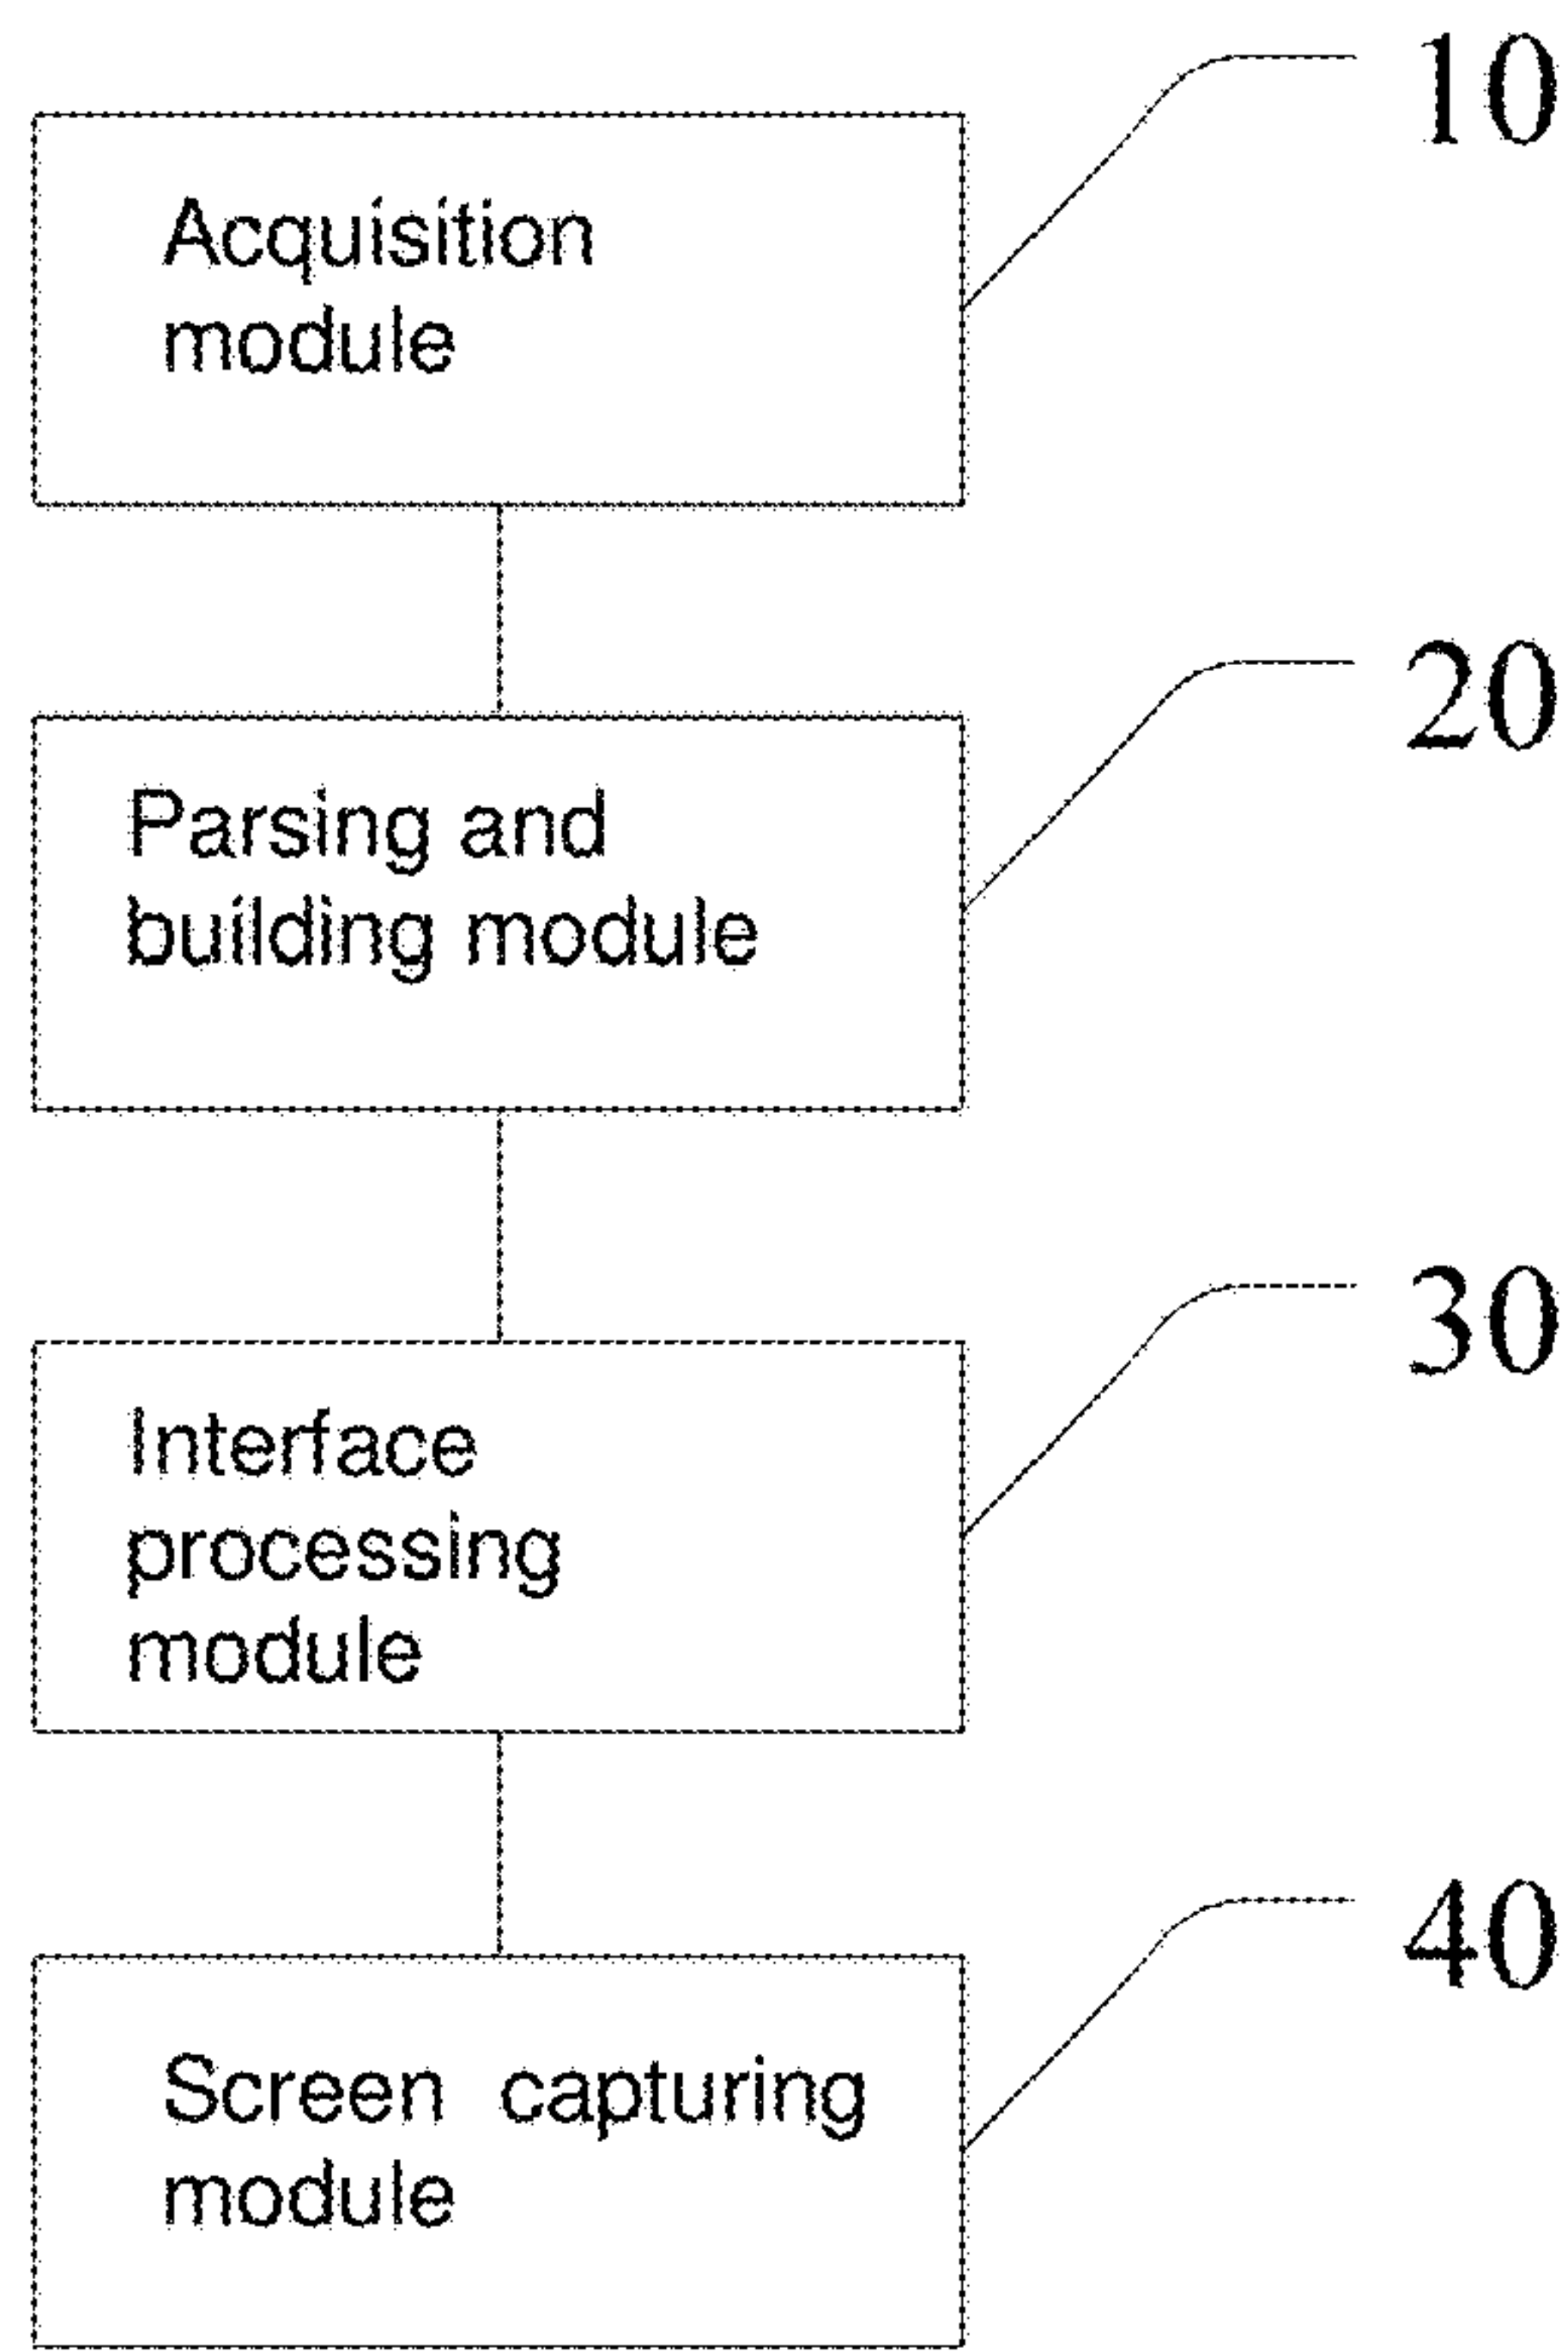 10
Acquisition
module
20
Parsing and
building module
30
Interface
processing
module
40
Screen capturing
module